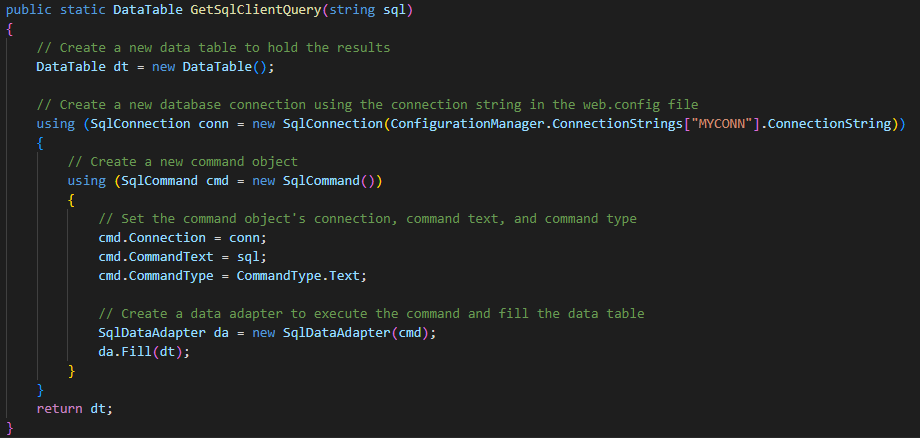 public static DataTable GetSqlClientQuery(string sql)
{
    // Create a new data table to hold the results
    DataTable dt = new DataTable();

    // Create a new database connection using the connection string in the web.config file
    using (SqlConnection conn = new SqlConnection(ConfigurationManager.ConnectionStrings["MYCONN"].ConnectionString))
    {
        // Create a new command object
        using (SqlCommand cmd = new SqlCommand())
        {
            // Set the command object's connection, command text, and command type
            cmd.Connection = conn;
            cmd.CommandText = sql;
            cmd.CommandType = CommandType.Text;

            // Create a data adapter to execute the command and fill the data table
            SqlDataAdapter da = new SqlDataAdapter(cmd);
            da.Fill(dt);
        }
    }
    return dt;
}